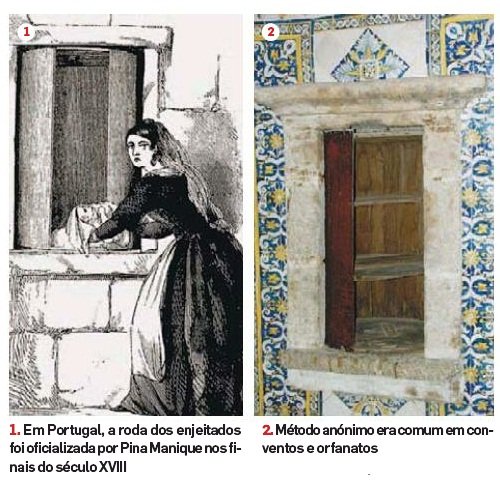 1
2
1. Em Portugal, a roda dos enjeitados
foi oficializada por Pina Manique nos fi-
nais do século XVIII
2. Método anónimo era comum em con-
ventos e orfanatos